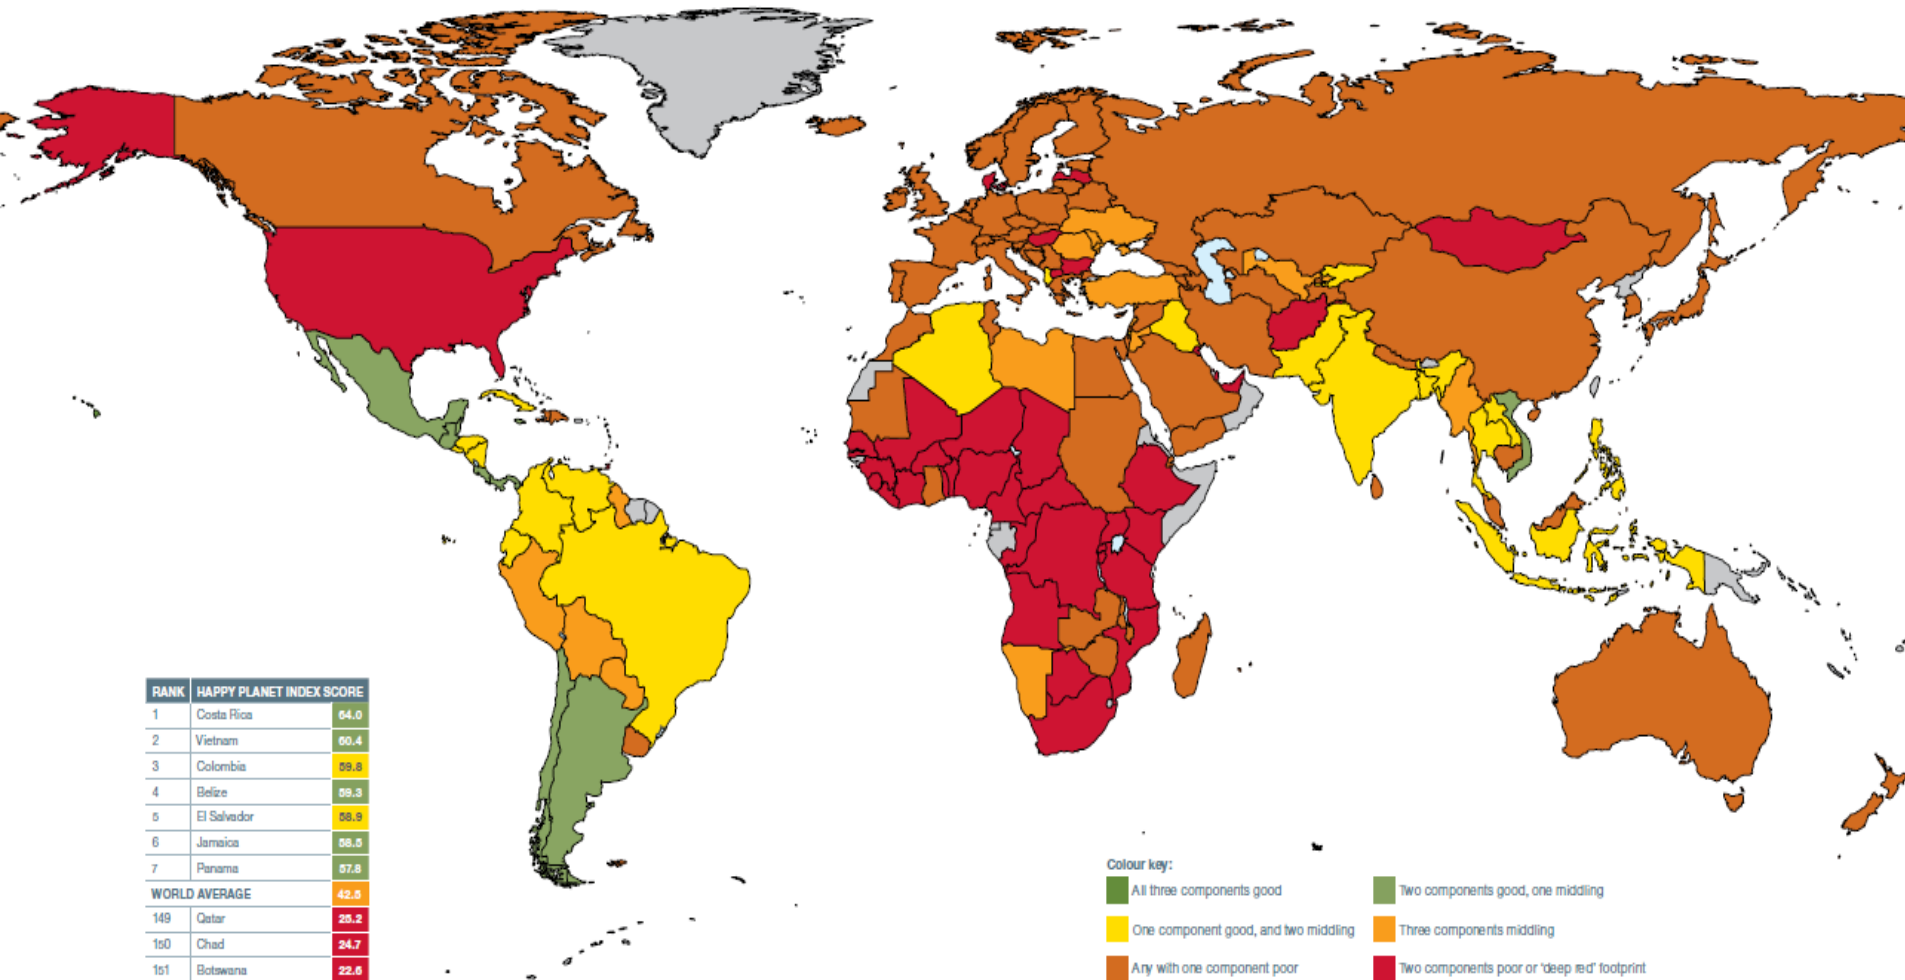 RANK HAPPY PLANET INDEX SCORE
1 Costa Rica 64.0
2 Vietnam 60.4
3 Colombia 59.8
4 Belize 59.3
5 El Salvador 58.9
6 Jamaica 58.5
7 Panama 57.8
WORLD AVERAGE 42.5
149 Qatar 25.2
150 Chad 24.7
151 Botswana 22.6
Colour key:
All three components good
Two components good, one middling
One component good, and two middling
Three components middling
Any with one component poor
Two components poor or 'deep red' footprint